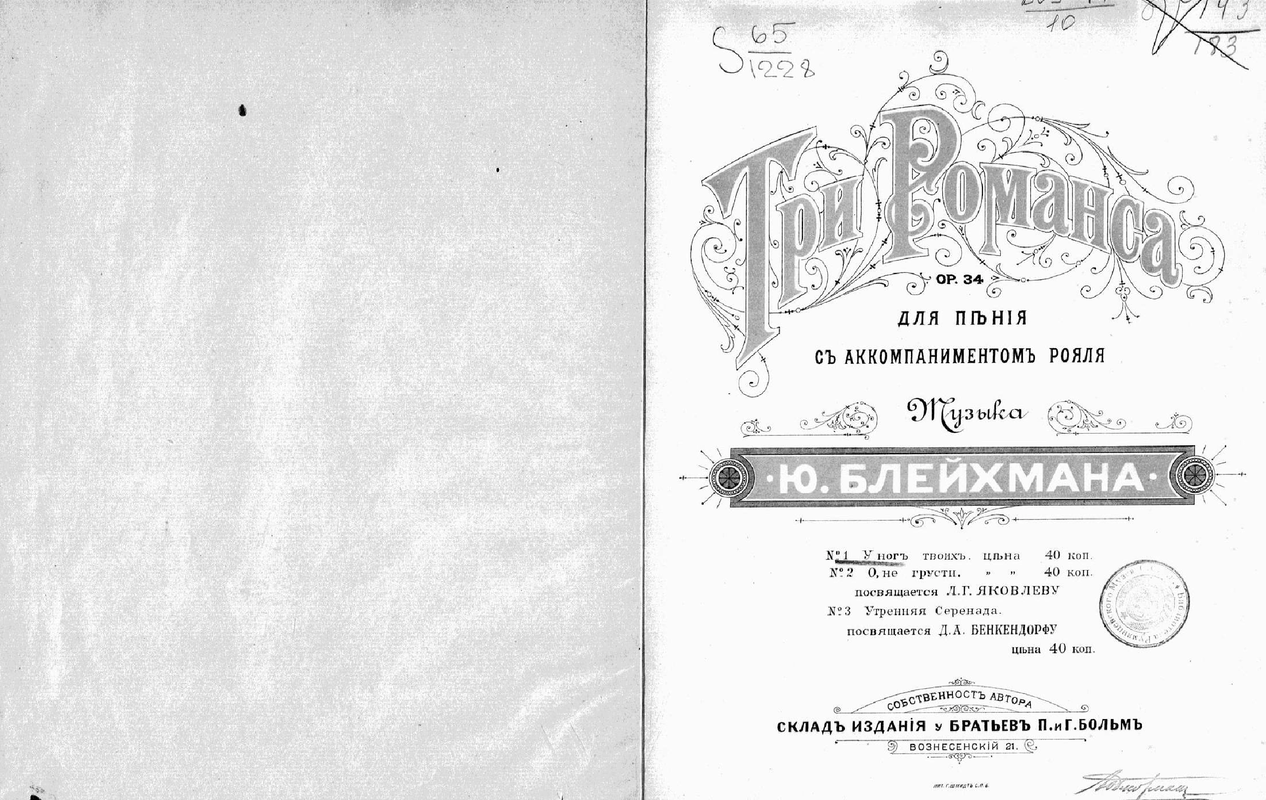 S 65
1228
10
143
183
Три Романса
OP. 34
ДЛЯ ПѢНІЯ
СЪ АККОМПАНИМЕНТОМЪ РОЯЛЯ
Музыка
·Ю. БЛЕЙХМАНА·
№1 У ногъ твоихъ. цѣна 40 коп.
№2 О, не грусти. " " 40 коп.
посвящается Л.Г. ЯКОВЛЕВУ
№3 Утренняя Серенада.
посвящается Д.А. БЕНКЕНДОРФУ
цѣна 40 коп.
СОБСТВЕННОСТЬ АВТОРА
СКЛАДЪ ИЗДАНІЯ у БРАТЬЕВЪ П. и Г. БОЛЬМЪ
ВОЗНЕСЕНСКІЙ 21.
ЛИТ. Г. ШМИДТЪ С.П.Б.